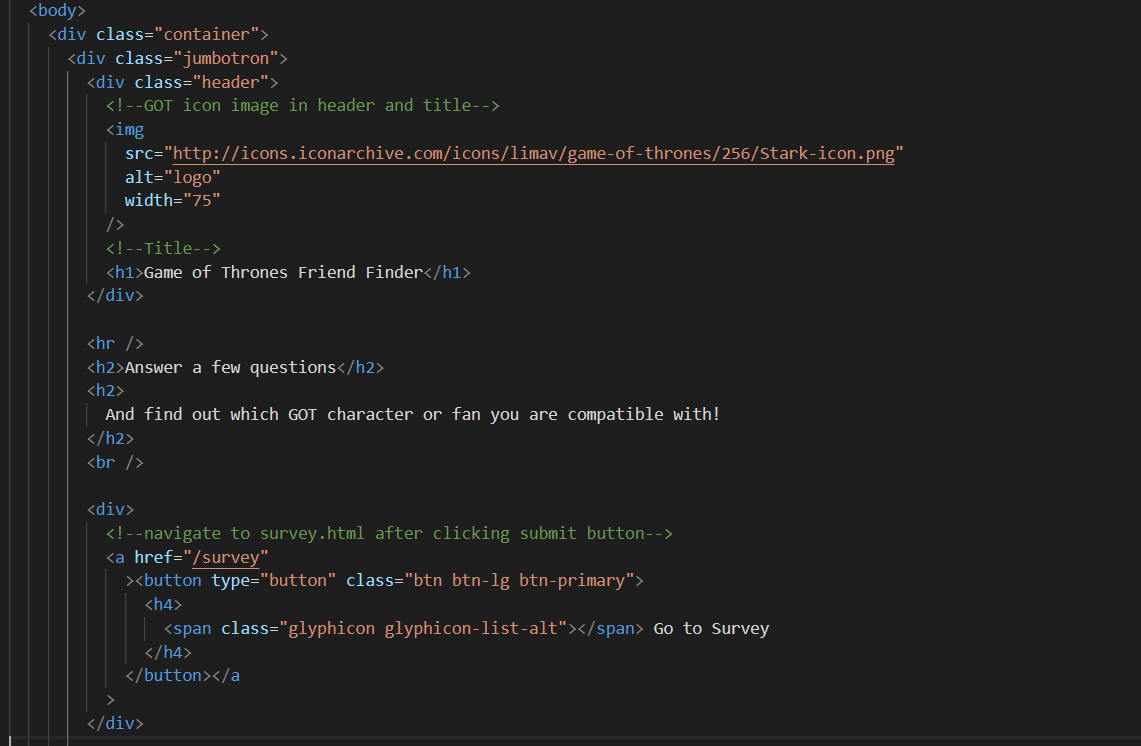 <body>
<div class="container">
<div class="jumbotron">
<div class="header">
<!--GOT icon image in header and title-->
<img
src="http://icons.iconarchive.com/icons/limav/game-of-thrones/256/Stark-icon.png"
alt="logo"
width="75"
/>
<!--Title-->
<h1>Game of Thrones Friend Finder</h1>
</div>
<hr />
<h2>Answer a few questions</h2>
<h2>
And find out which GOT character or fan you are compatible with!
</h2>
<br />
<div>
<!--navigate to survey.html after clicking submit button-->
<a href="/survey"
><button type="button" class="btn btn-lg btn-primary">
<h4>
<span class="glyphicon glyphicon-list-alt"></span> Go to Survey
</h4>
</button></a
>
</div>